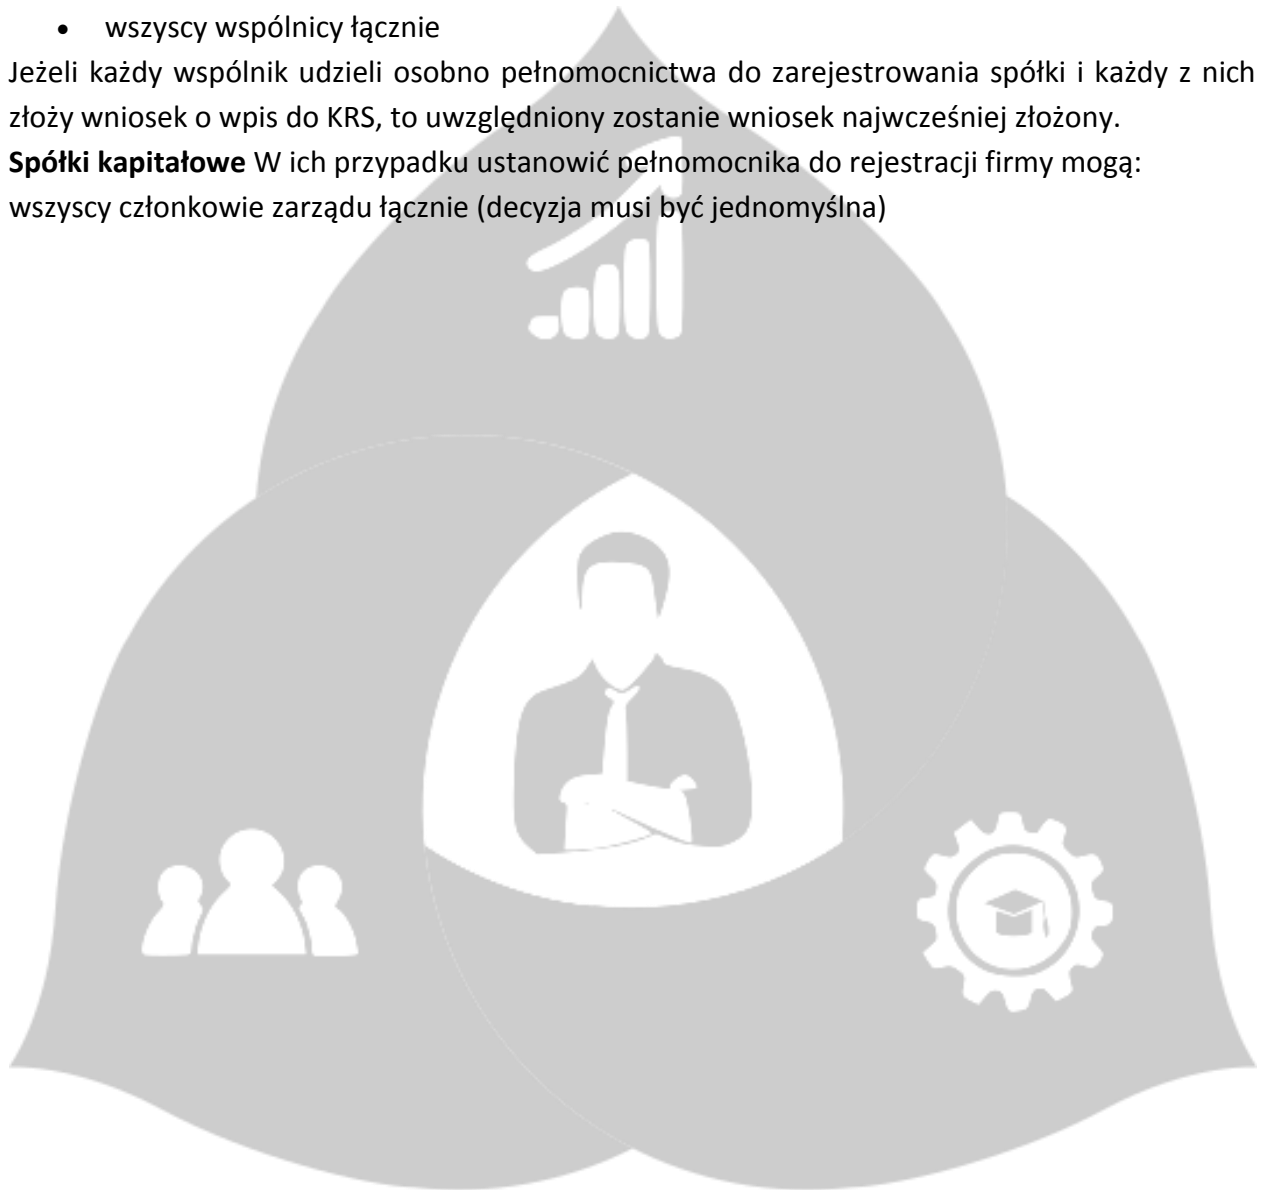 • wszyscy wspólnicy łącznie
Jeżeli każdy wspólnik udzieli osobno pełnomocnictwa do zarejestrowania spółki i każdy z nich
złoży wniosek o wpis do KRS, to uwzględniony zostanie wniosek najwcześniej złożony.
Spółki kapitałowe W ich przypadku ustanowić pełnomocnika do rejestracji firmy mogą:
wszyscy członkowie zarządu łącznie (decyzja musi być jednomyślna)